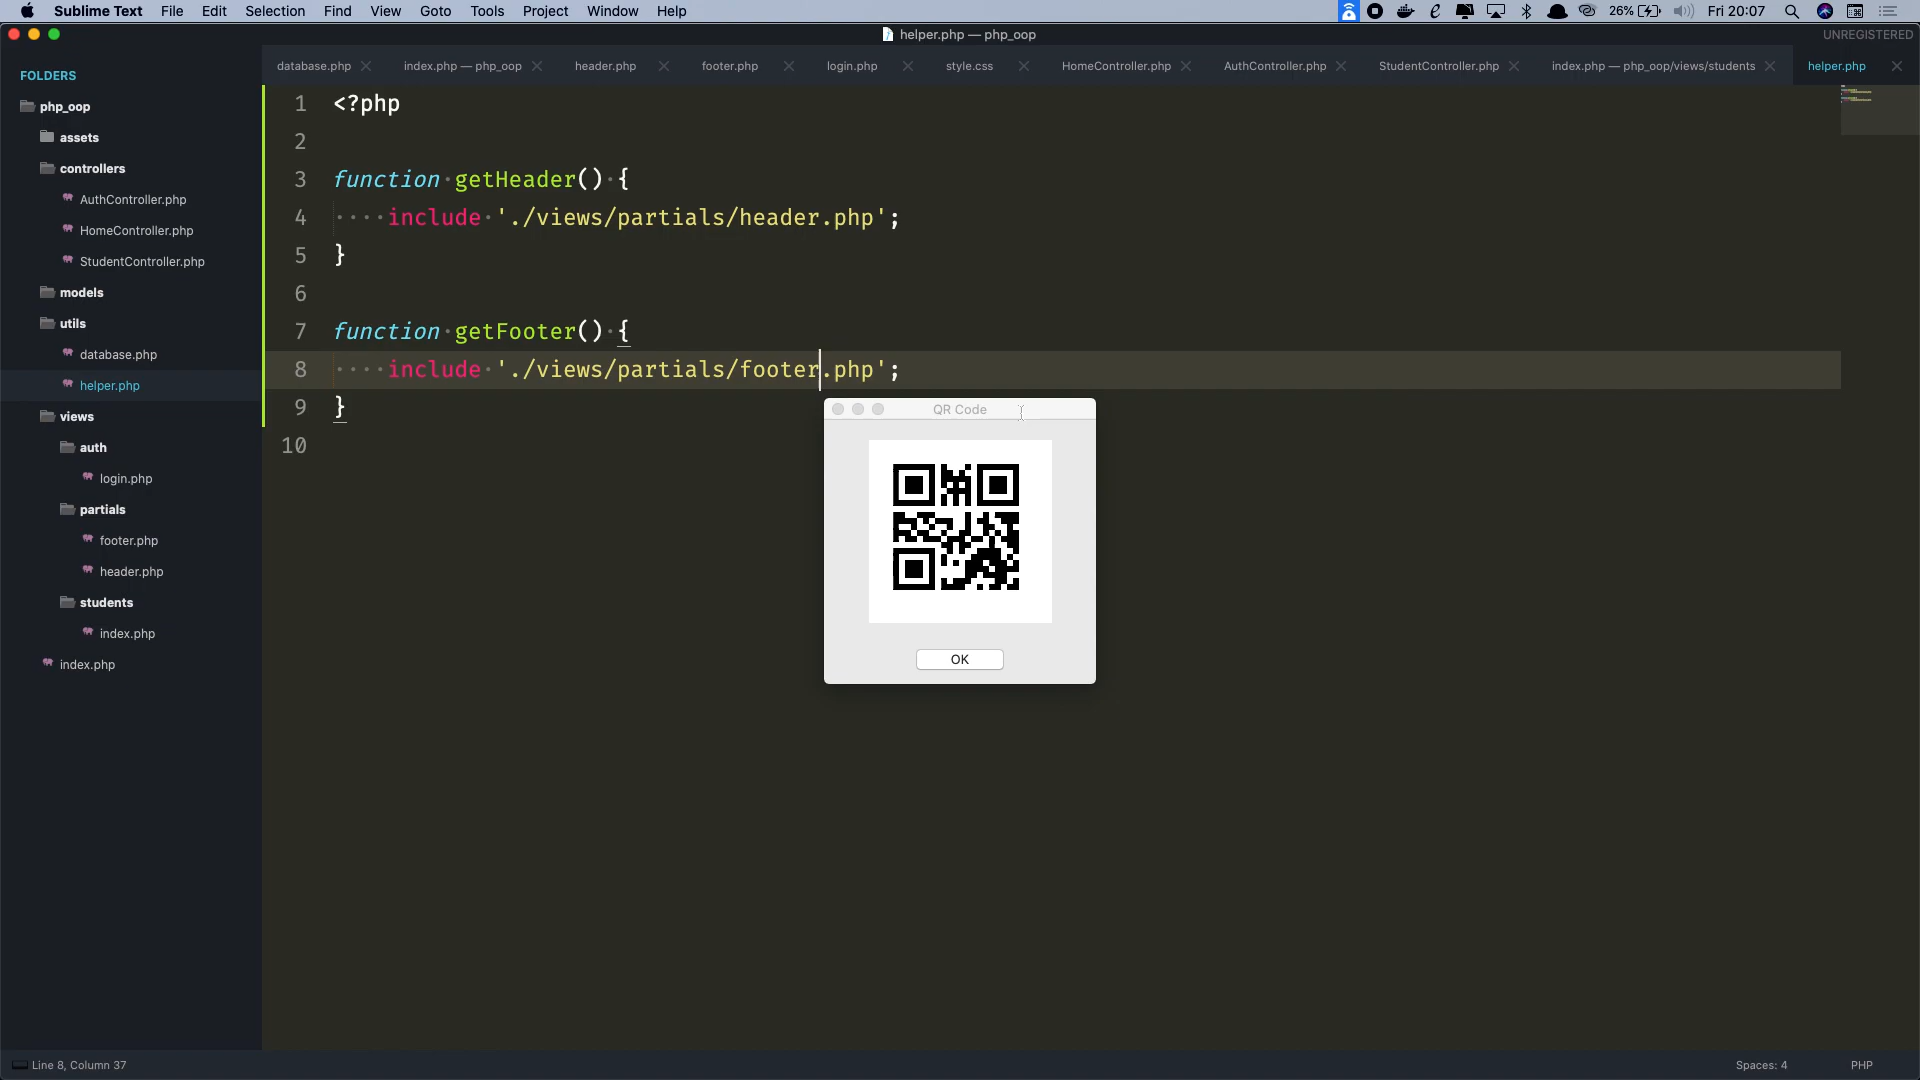 Sublime Text File Edit Selection Find View Goto Tools Project Window Help 26% Fri 20:07
helper.php — php_oop UNREGISTERED
FOLDERS
php_oop
assets
controllers
AuthController.php
HomeController.php
StudentController.php
models
utils
database.php
helper.php
views
auth
login.php
partials
footer.php
header.php
students
index.php
index.php
database.php index.php — php_oop header.php footer.php login.php style.css HomeController.php AuthController.php StudentController.php index.php — php_oop/views/students helper.php
1 <?php
2
3 function getHeader() {
4 include './views/partials/header.php';
5 }
6
7 function getFooter() {
8 include './views/partials/footer.php';
9 }
10
QR Code
OK
Line 8, Column 37 Spaces: 4 PHP